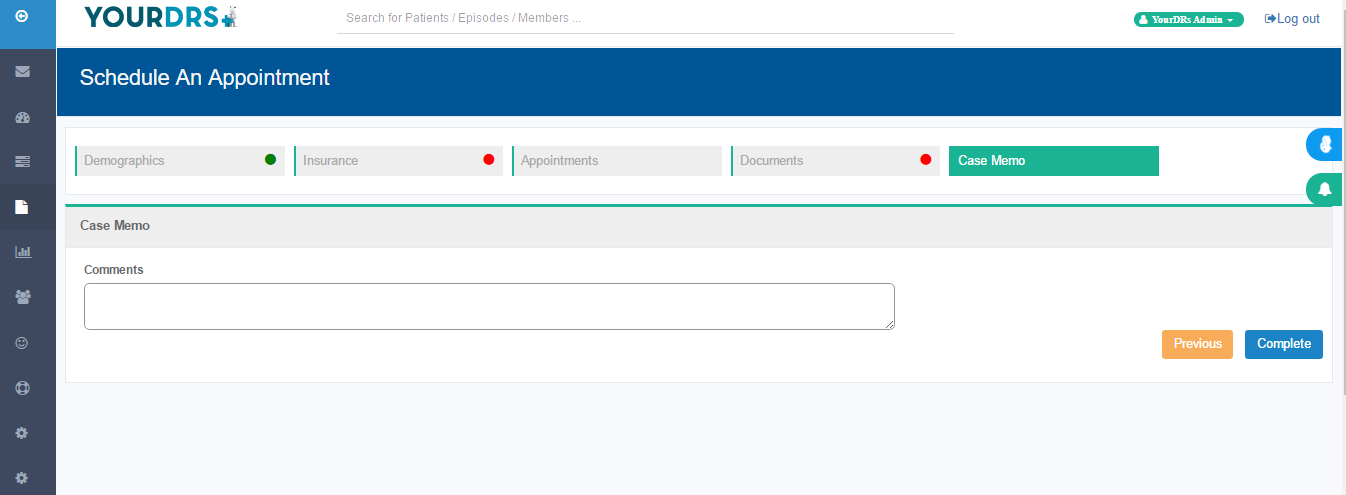 YOURDRS
Search for Patients / Episodes / Members ...
YourDRs Admin
Log out
Schedule An Appointment
Demographics
Insurance
Appointments
Documents
Case Memo
Case Memo
Comments
Previous
Complete